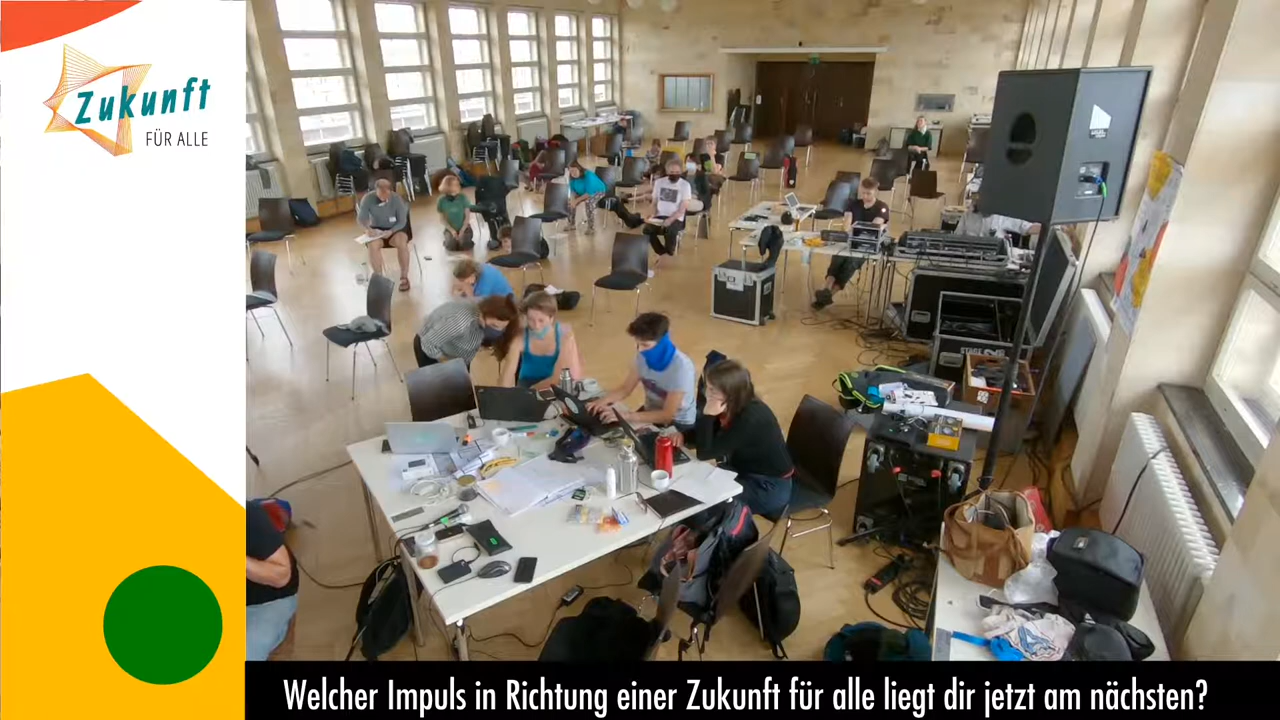 Zukunft
FÜR ALLE
Welcher Impuls in Richtung einer Zukunft für alle liegt dir jetzt am nächsten?